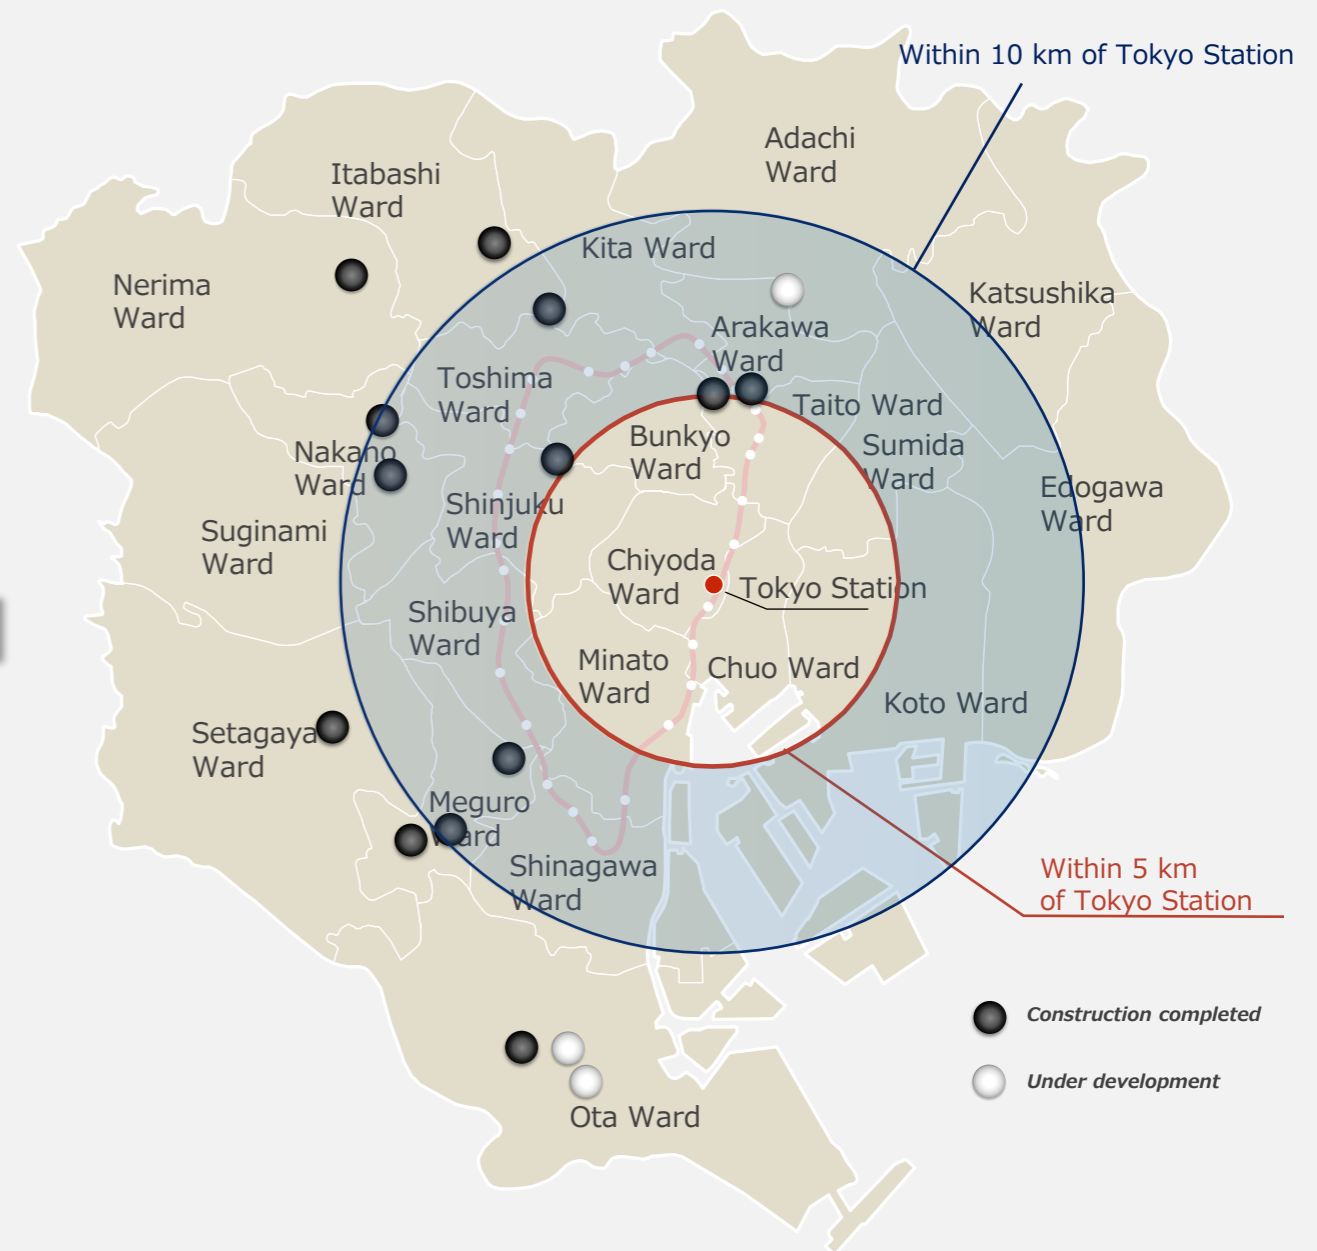 Within 10 km of Tokyo Station
Adachi
Ward
Itabashi
Ward
Kita Ward
Nerima
Ward
Katsushika
Ward
Arakawa
Ward
Toshima
Ward
Taito Ward
Bunkyo
Ward
Sumida
Ward
Nakano
Ward
Edogawa
Ward
Shinjuku
Ward
Suginami
Ward
Chiyoda
Ward
Tokyo Station
Shibuya
Ward
Minato
Ward
Chuo Ward
Koto Ward
Setagaya
Ward
Meguro
Ward
Shinagawa
Ward
Within 5 km
of Tokyo Station
Construction completed
Under development
Ota Ward